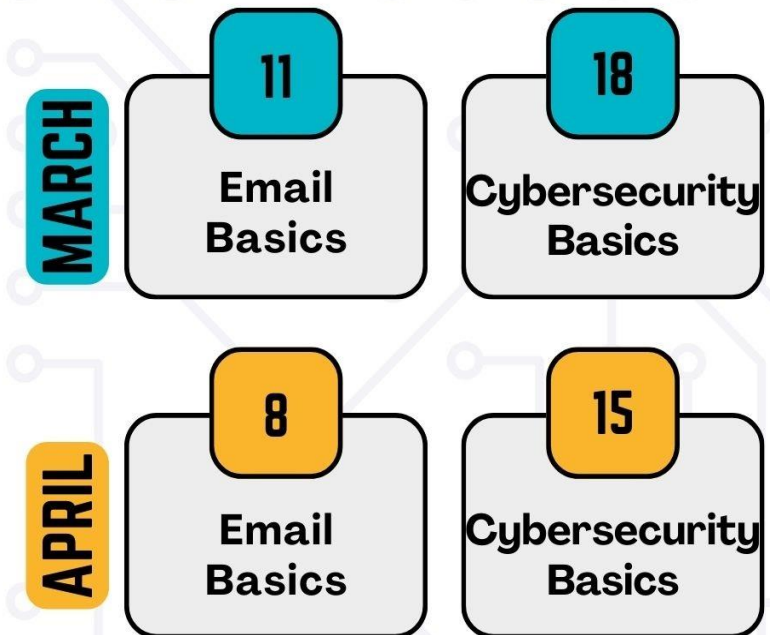 MARCH
11
Email
Basics
18
Cybersecurity
Basics
APRIL
8
Email
Basics
15
Cybersecurity
Basics